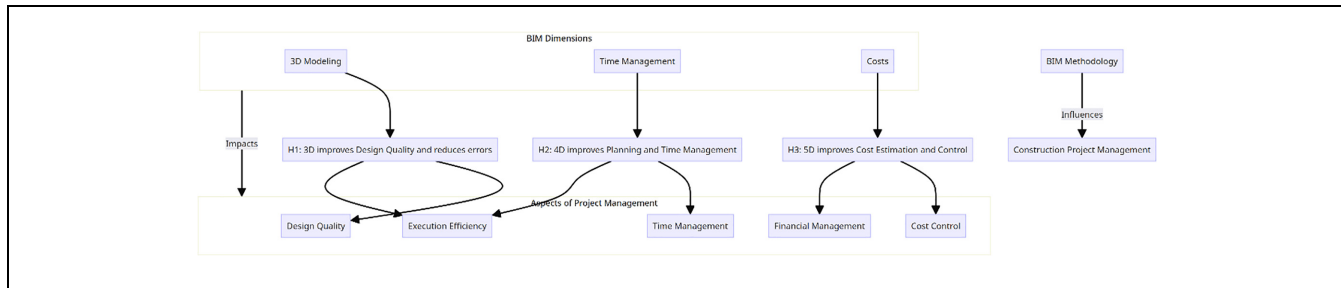 BIM Dimensions
3D Modeling
Time Management
Costs
BIM Methodology
Impacts
Influences
H1: 3D improves Design Quality and reduces errors
H2: 4D improves Planning and Time Management
H3: 5D improves Cost Estimation and Control
Construction Project Management
Aspects of Project Management
Design Quality
Execution Efficiency
Time Management
Financial Management
Cost Control